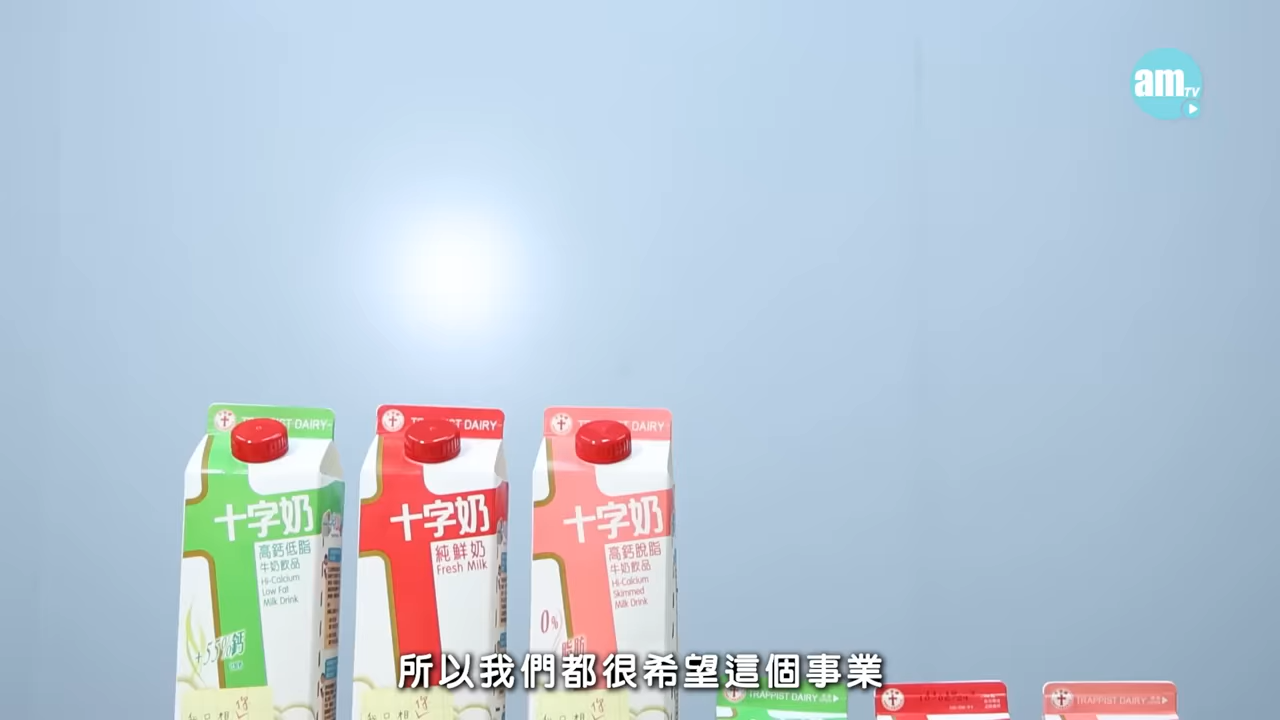 am TV
DAIRY
十字奶
高鈣低脂
牛奶飲品
Hi-Calcium
Low Fat
Milk Drink
鈣
DAIRY
十字奶
純鮮奶
Fresh Milk
TRAPPIST DAIRY
十字奶
高鈣脫脂
牛奶飲品
Hi-Calcium
Skimmed
Milk Drink
0%
所以我們都很希望這個事業
TRAPPIST DAIRY
TRAPPIST DAIRY